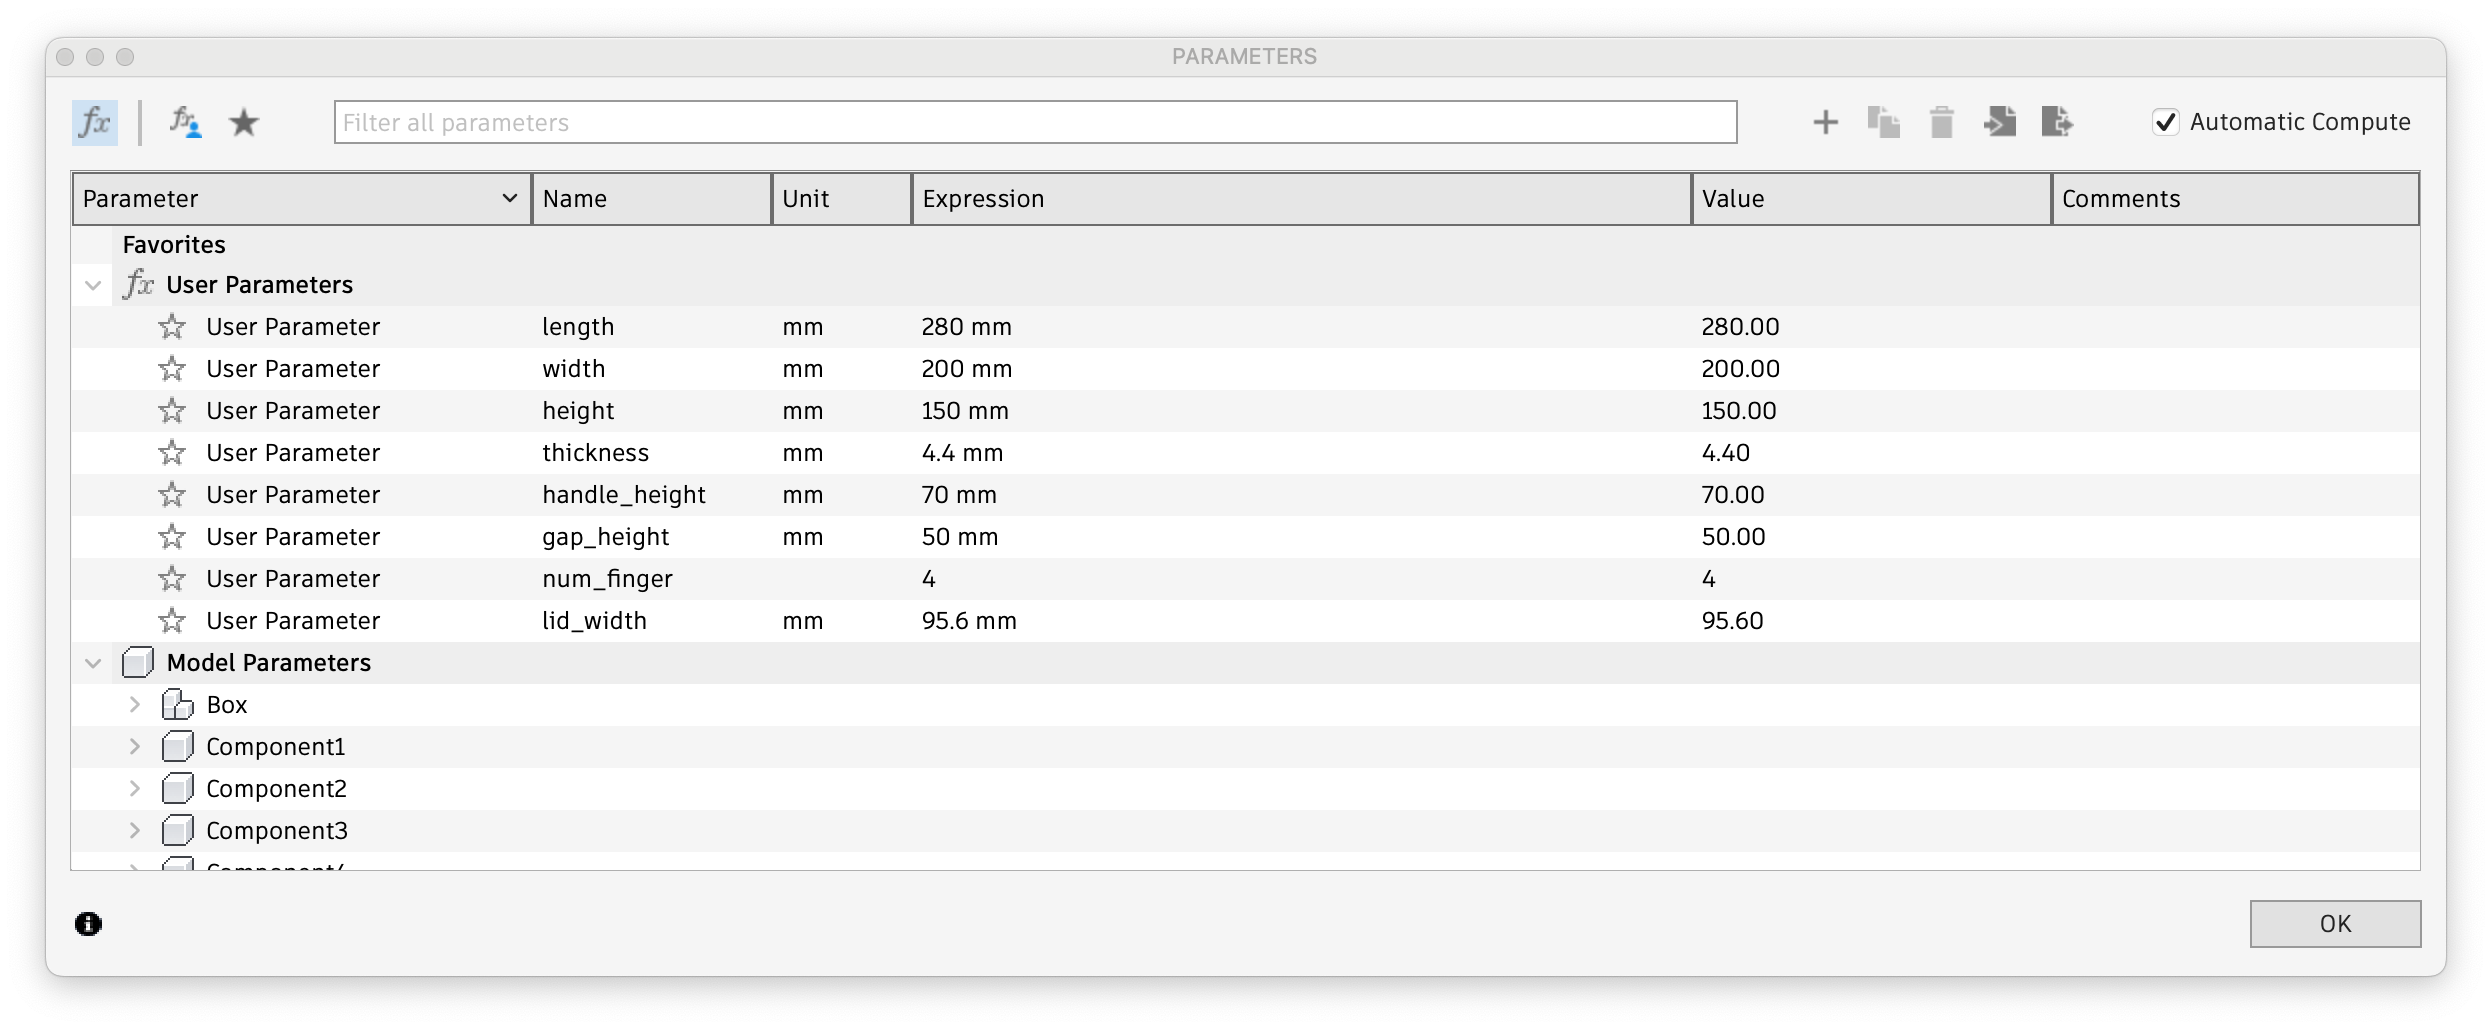 PARAMETERS
fx fx Filter all parameters Automatic Compute
Parameter Name Unit Expression Value Comments
Favorites
fx User Parameters
User Parameter length mm 280 mm 280.00
User Parameter width mm 200 mm 200.00
User Parameter height mm 150 mm 150.00
User Parameter thickness mm 4.4 mm 4.40
User Parameter handle_height mm 70 mm 70.00
User Parameter gap_height mm 50 mm 50.00
User Parameter num_finger 4 4
User Parameter lid_width mm 95.6 mm 95.60
Model Parameters
Box
Component1
Component2
Component3
Component4
OK